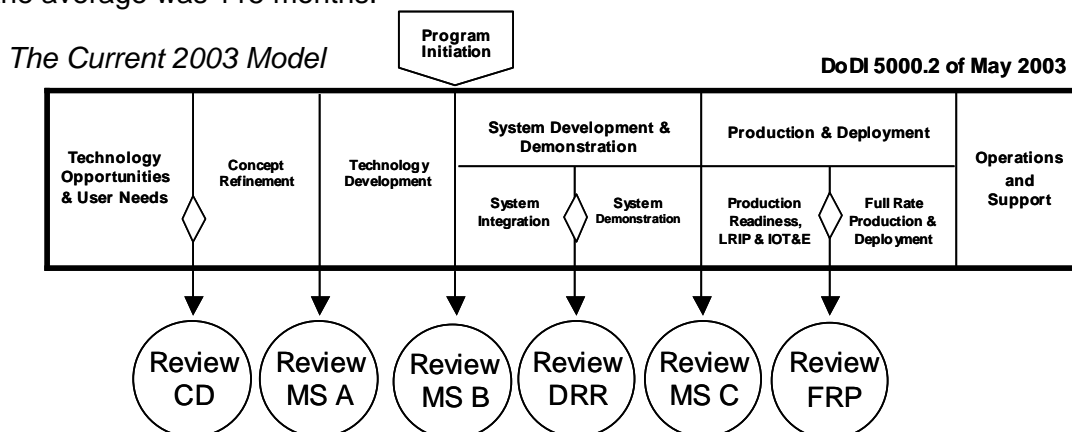 The Current 2003 Model
Program
Initiation
DoDI 5000.2 of May 2003
Technology
Opportunities
& User Needs
Concept
Refinement
Technology
Development
System Development &
Demonstration
System
Integration
System
Demonstration
Production & Deployment
Production
Readiness,
LRIP & IOT&E
Full Rate
Production &
Deployment
Operations
and
Support
Review
CD
Review
MS A
Review
MS B
Review
DRR
Review
MS C
Review
FRP